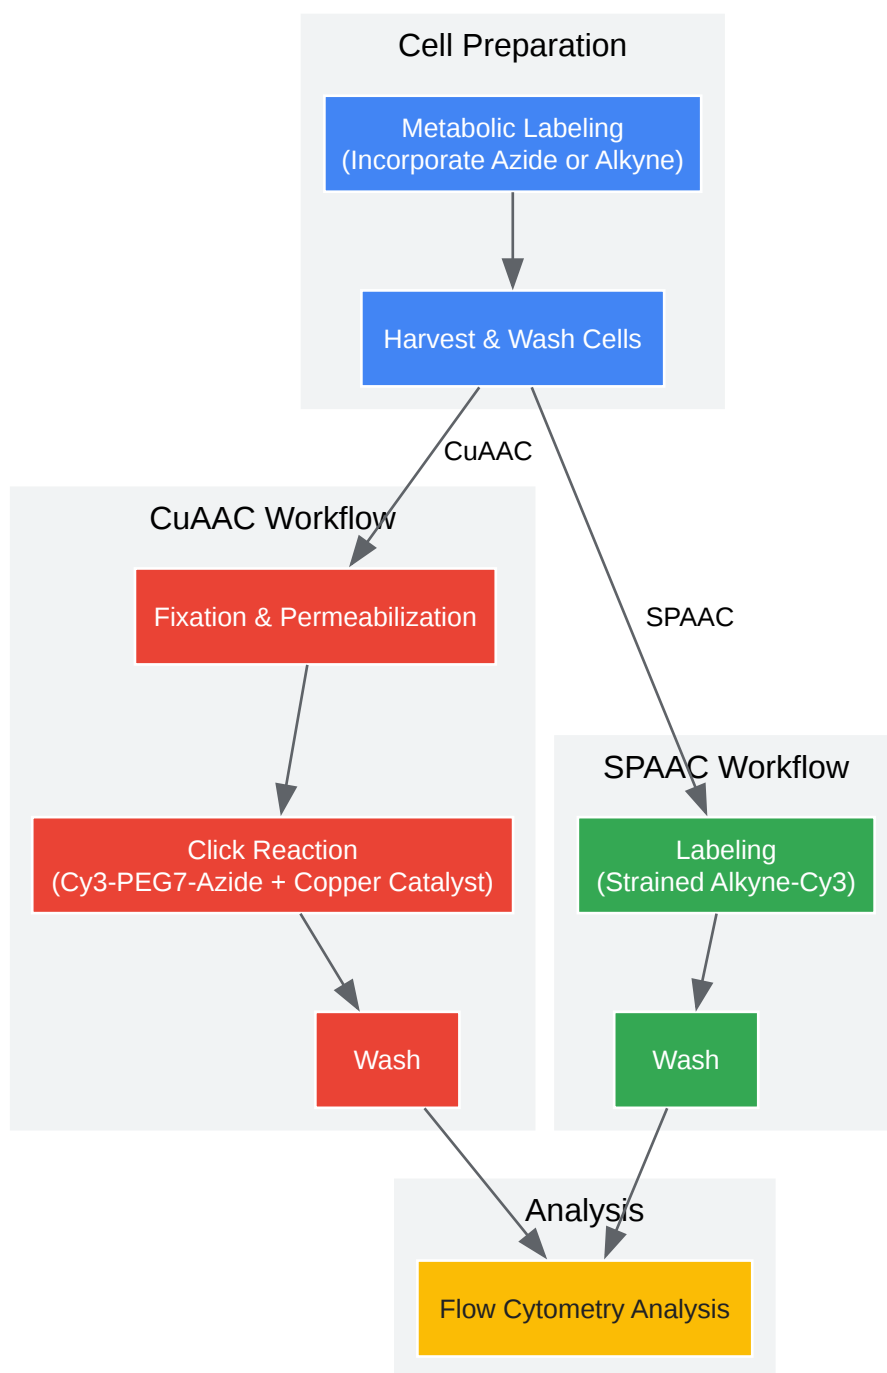 Cell Preparation
Metabolic Labeling
(Incorporate Azide or Alkyne)
Harvest & Wash Cells
CuAAC
CuAAC Workflow
Fixation & Permeabilization
SPAAC
SPAAC Workflow
Click Reaction
(Cy3-PEG7-Azide + Copper Catalyst)
Labeling
(Strained Alkyne-Cy3)
Wash
Wash
Analysis
Flow Cytometry Analysis